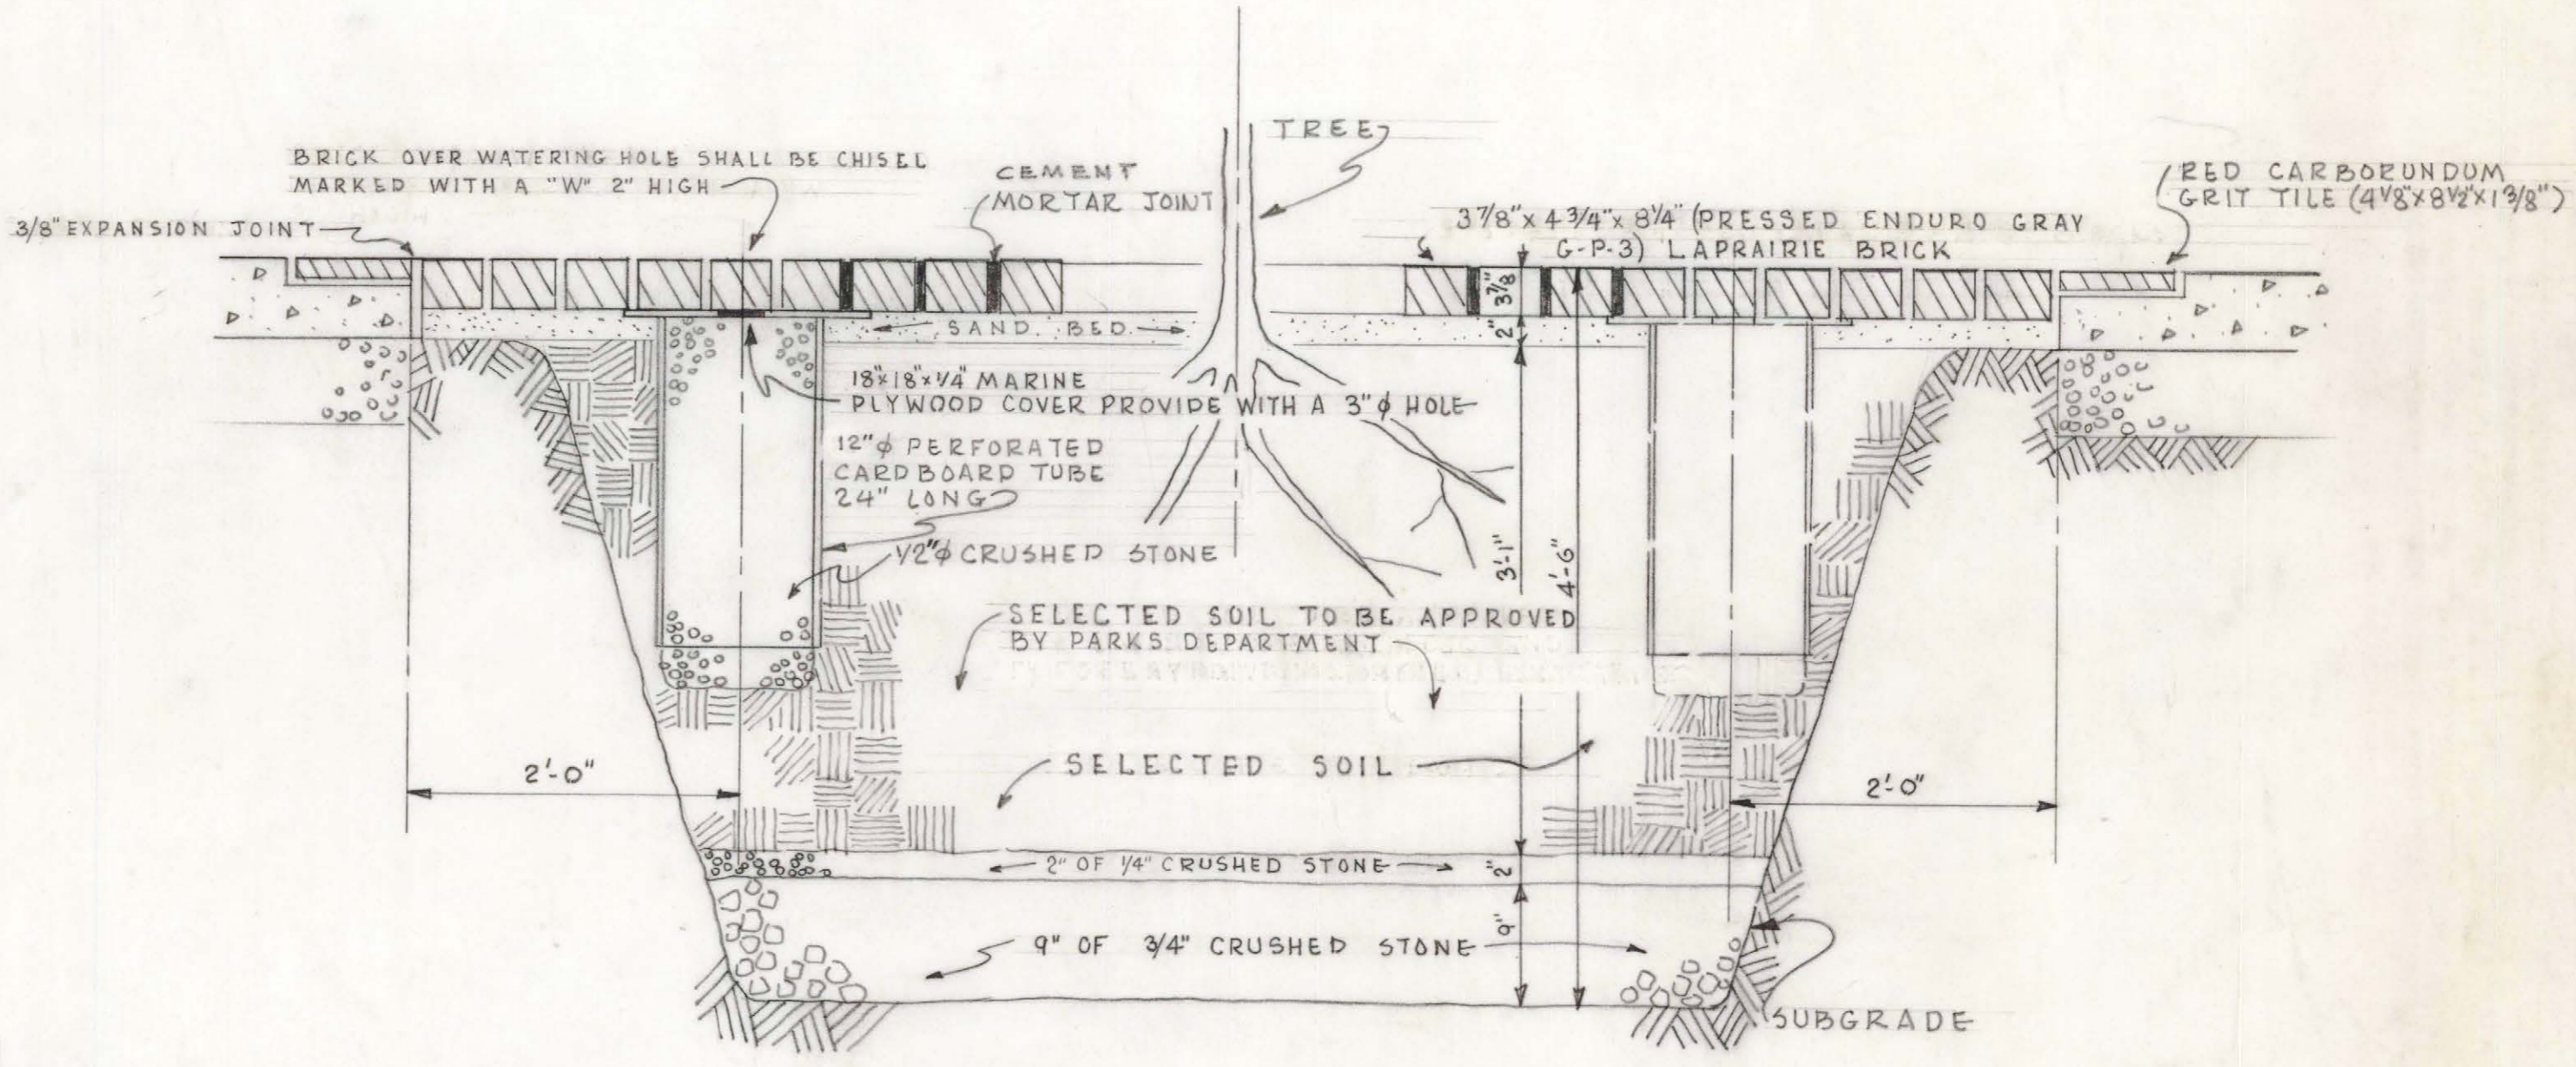 TREE
BRICK OVER WATERING HOLE SHALL BE CHISEL
MARKED WITH A "W" 2" HIGH
CEMENT
MORTAR JOINT
RED CARBORUNDUM
GRIT TILE (4 1/8"X8 1/2"X1 3/8")
3/8" EXPANSION JOINT
3 7/8" x 4 3/4" x 8 1/4" (PRESSED ENDURO GRAY
G-P-3) LAPRAIRIE BRICK
3 7/8"
SAND BED
2"
18"x18"x1/4" MARINE
PLYWOOD COVER PROVIDE WITH A 3"ϕ HOLE
12"ϕ PERFORATED
CARDBOARD TUBE
24" LONG
1/2"ϕ CRUSHED STONE
3'-1"
4'-6"
SELECTED SOIL TO BE APPROVED
BY PARKS DEPARTMENT
SELECTED SOIL
2'-0"
2'-0"
2" OF 1/4" CRUSHED STONE
2"
9" OF 3/4" CRUSHED STONE
9"
SUBGRADE